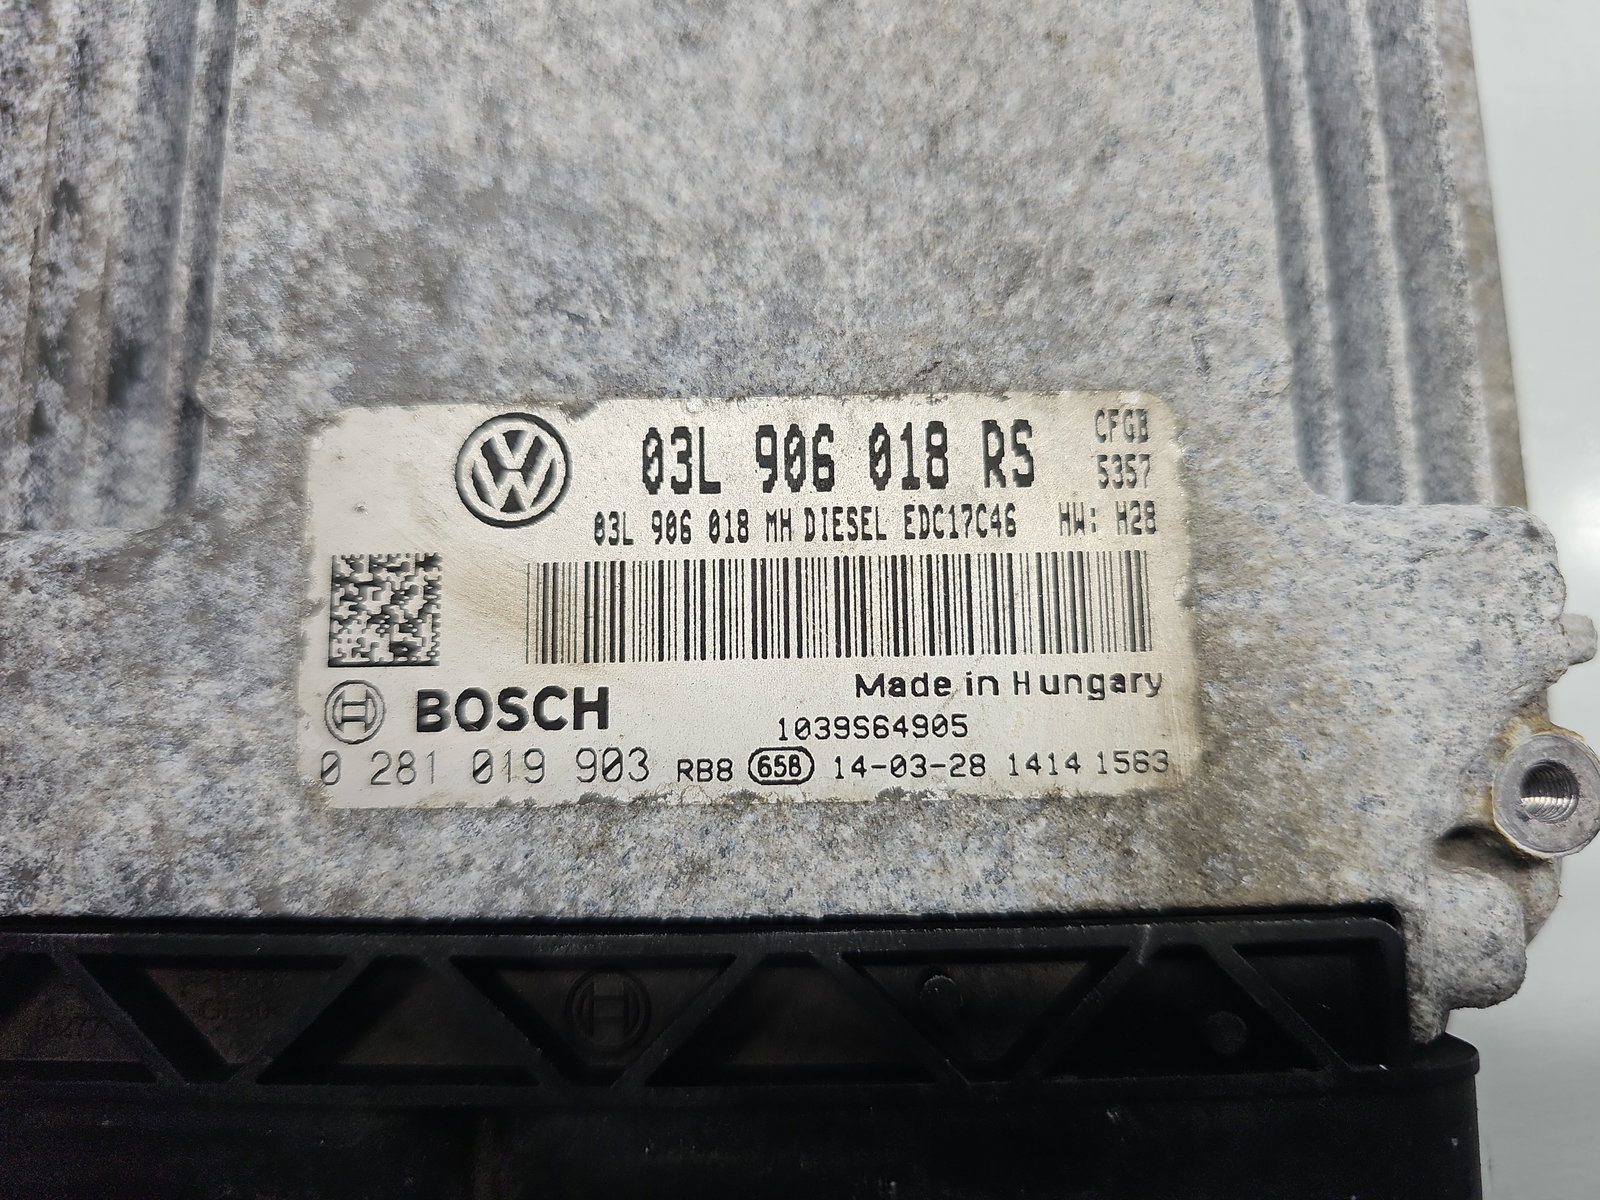 03L 906 018 RS
CFGB
5357
03L 906 018 MH DIESEL EDC17C46 HW: H28
Made in Hungary
BOSCH
1039S64905
0 281 019 903 RB8 658 14-03-28 1414 1563